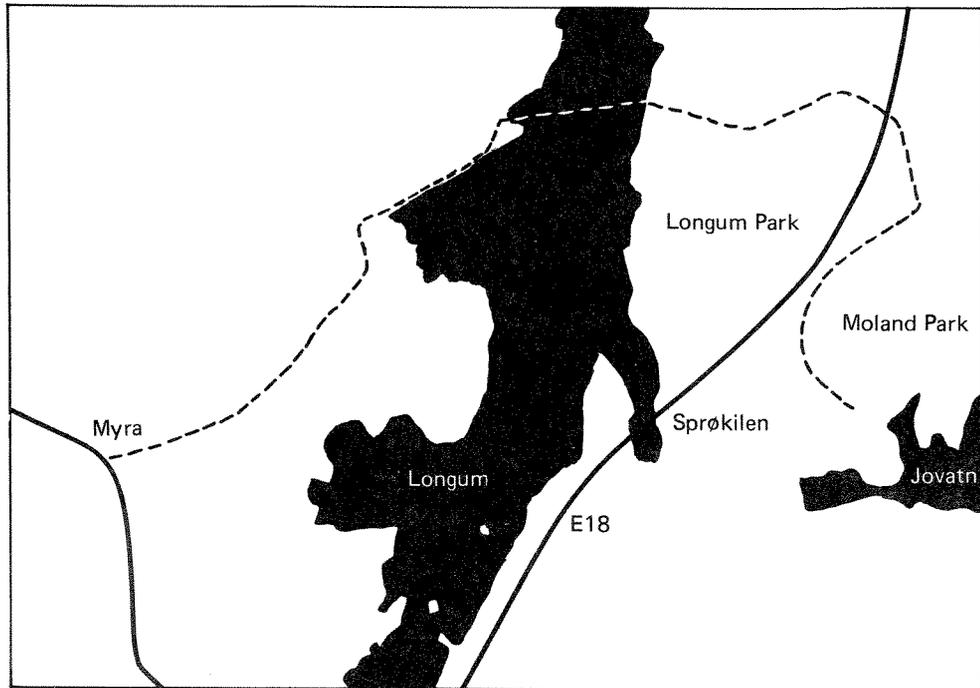 Longum Park
Moland Park
Myra
Sprøkilen
Longum
Jovatn
E18